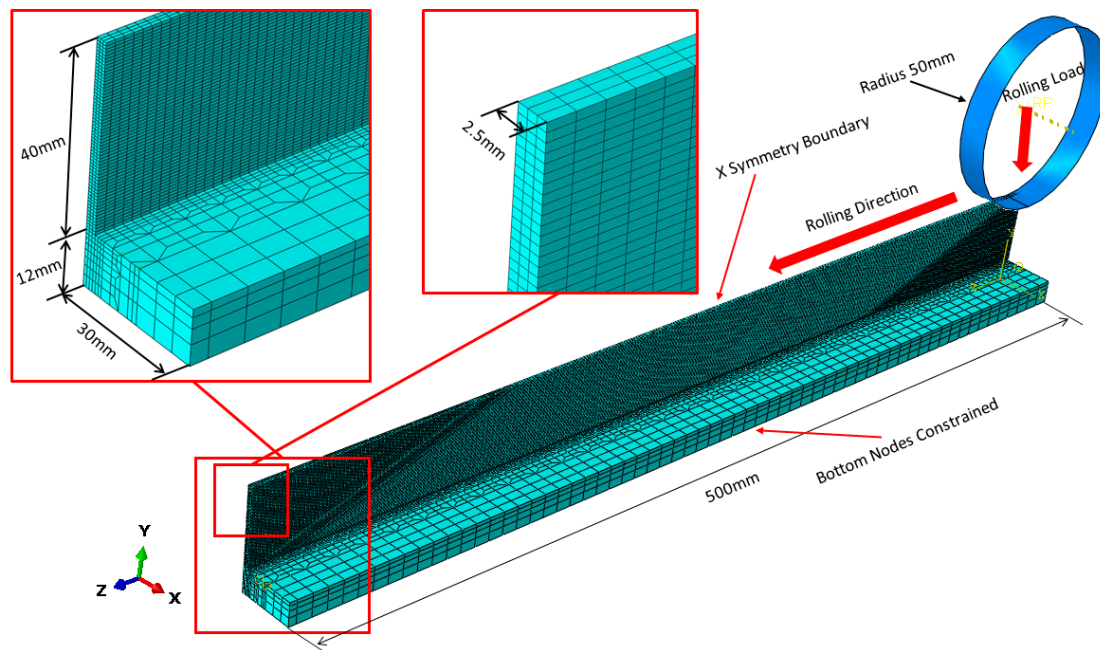 40mm
12mm
30mm
2.5mm
X Symmetry Boundary
Radius 50mm
Rolling Load
RP
Rolling Direction
Bottom Nodes Constrained
500mm
Y
Z
X